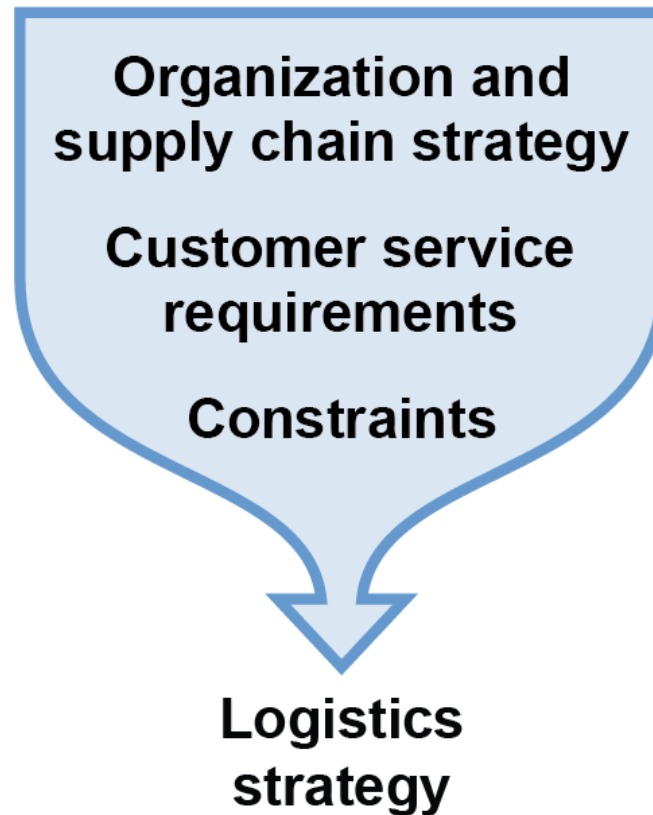 Organization and
supply chain strategy
Customer service
requirements
Constraints
Logistics
strategy